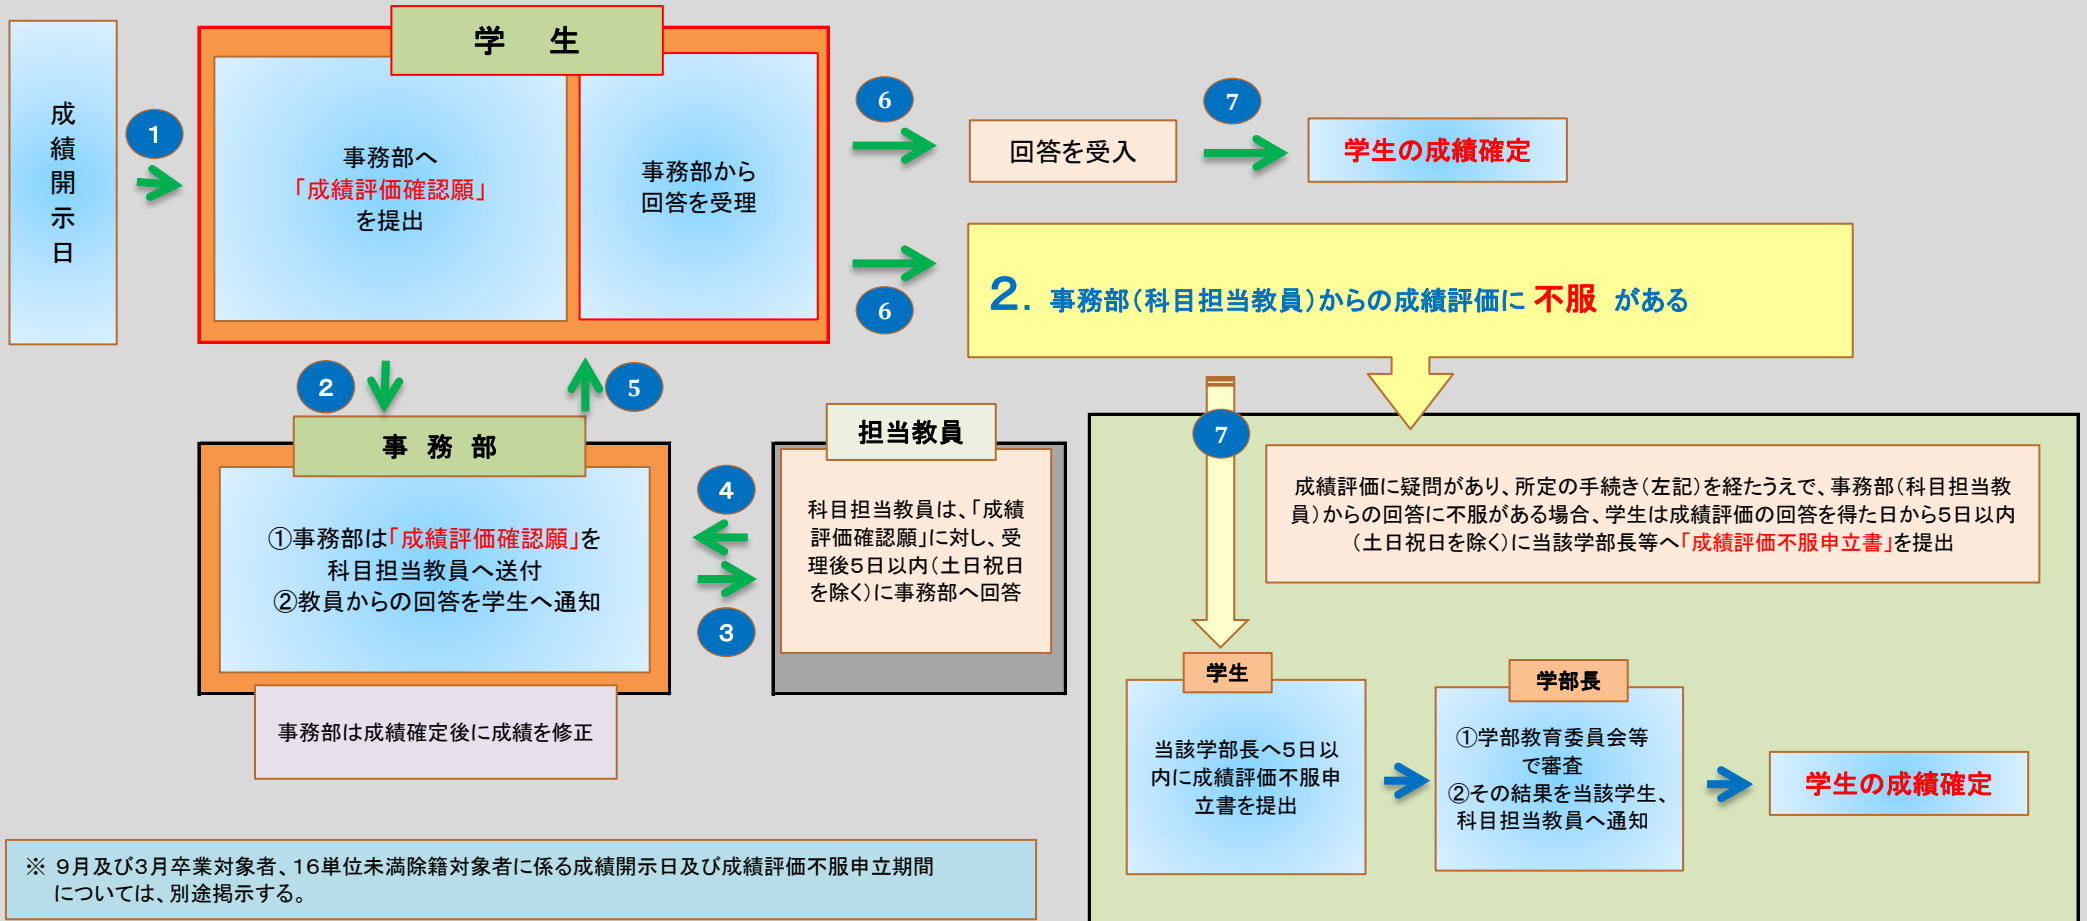 成績開示日
1
学 生
事務部へ
「成績評価確認願」
を提出
事務部から
回答を受理
6
回答を受入
7
学生の成績確定
6
2. 事務部(科目担当教員)からの成績評価に 不服 がある
2
5
事 務 部
①事務部は「成績評価確認願」を
科目担当教員へ送付
②教員からの回答を学生へ通知
事務部は成績確定後に成績を修正
4
3
担当教員
科目担当教員は、「成績
評価確認願」に対し、受
理後5日以内(土日祝日
を除く)に事務部へ回答
7
成績評価に疑問があり、所定の手続き(左記)を経たうえで、事務部(科目担当教
員)からの回答に不服がある場合、学生は成績評価の回答を得た日から5日以内
(土日祝日を除く)に当該学部長等へ「成績評価不服申立書」を提出
学生
当該学部長へ5日以
内に成績評価不服申
立書を提出
学部長
①学部教育委員会等
で審査
②その結果を当該学生、
科目担当教員へ通知
学生の成績確定
※ 9月及び3月卒業対象者、16単位未満除籍対象者に係る成績開示日及び成績評価不服申立期間
については、別途掲示する。